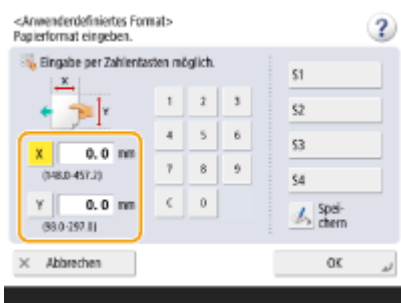 <Anwenderdefiniertes Format>
Papierformat eingeben.
?
Eingabe per Zahlentasten möglich.
X
Y
1 2 3
4 5 6
7 8 9
C 0
X 0. 0 mm
(148.0-457.2)
Y 0. 0 mm
(98.0-297.0)
S1
S2
S3
S4
Spei-
chern
× Abbrechen
OK